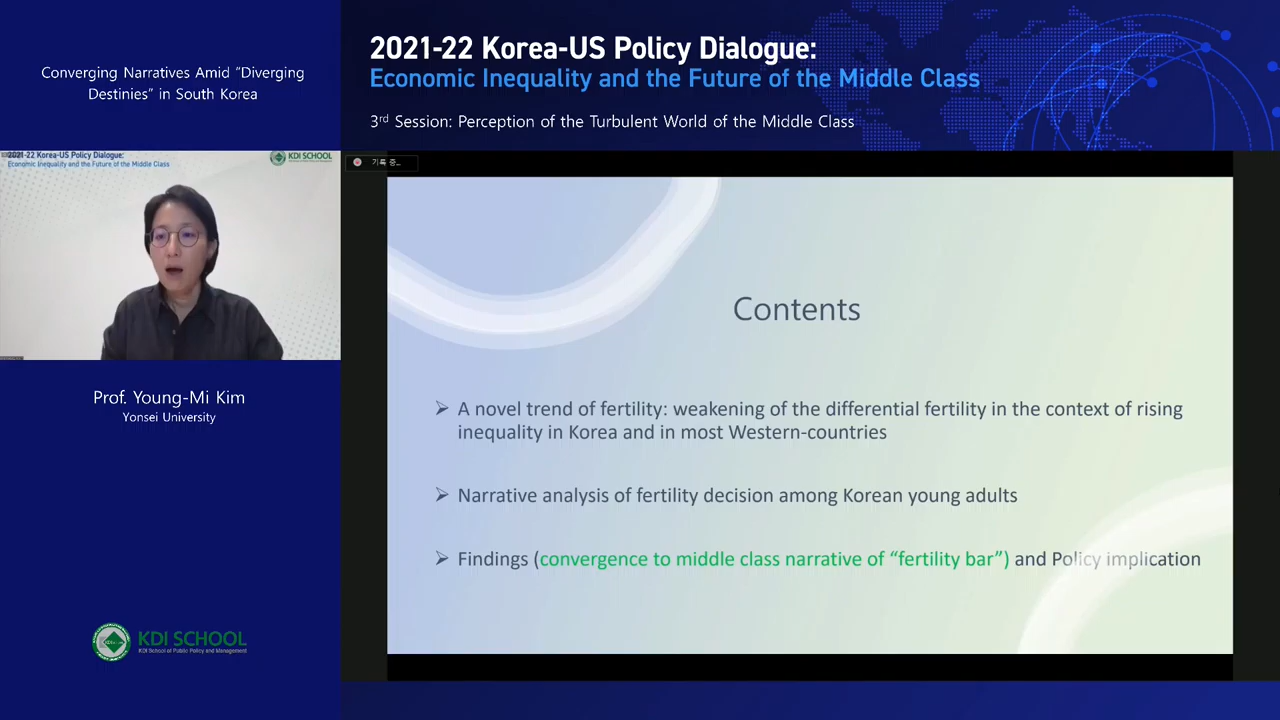 Converging Narratives Amid “Diverging
Destinies” in South Korea
2021-22 Korea-US Policy Dialogue:
Economic Inequality and the Future of the Middle Class
3rd Session: Perception of the Turbulent World of the Middle Class
2021-22 Korea-US Policy Dialogue:
Economic Inequality and the Future of the Middle Class
KDI SCHOOL
기록 중...
Contents
➢ A novel trend of fertility: weakening of the differential fertility in the context of rising
inequality in Korea and in most Western-countries
➢ Narrative analysis of fertility decision among Korean young adults
➢ Findings (convergence to middle class narrative of “fertility bar”) and Policy implication
Prof. Young-Mi Kim
Yonsei University
KDI SCHOOL
KDI School of Public Policy and Management